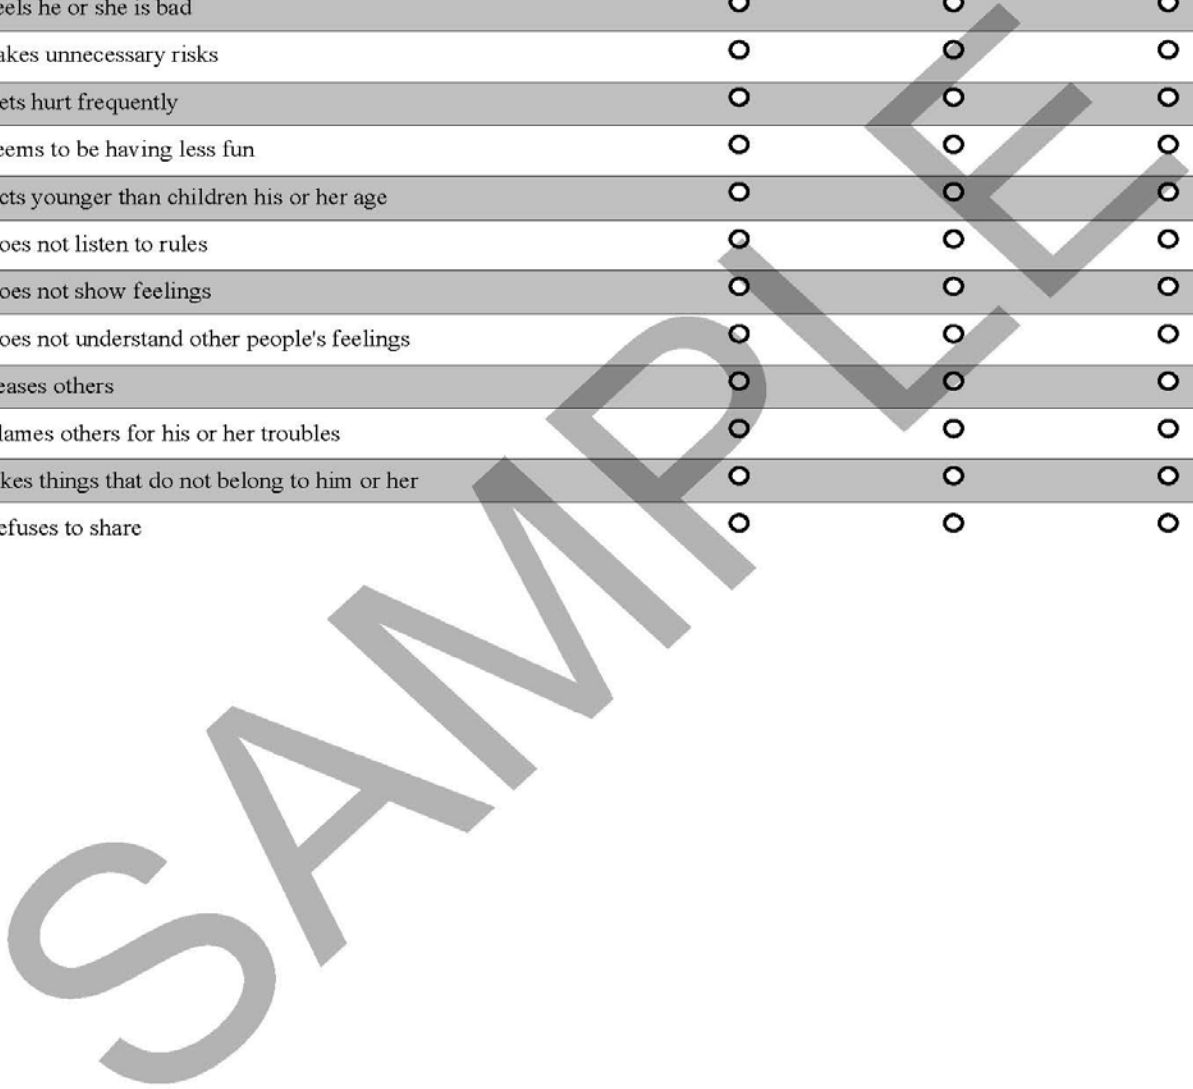 eels he or she is bad
akes unnecessary risks
ets hurt frequently
eems to be having less fun
cts younger than children his or her age
oes not listen to rules
oes not show feelings
oes not understand other people's feelings
eases others
lames others for his or her troubles
kes things that do not belong to him or her
efuses to share
SAMPLE